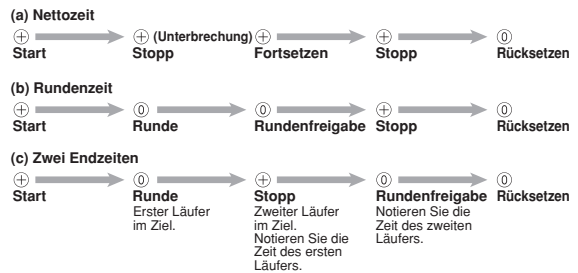 (a) Nettozeit
⊕ ⊕ (Unterbrechung) ⊕ ⊕ ⓪
Start Stopp Fortsetzen Stopp Rücksetzen
(b) Rundenzeit
⊕ ⓪ ⓪ ⊕ ⓪
Start Runde Rundenfreigabe Stopp Rücksetzen
(c) Zwei Endzeiten
⊕ ⓪ ⊕ ⓪ ⓪
Start Runde Stopp Rundenfreigabe Rücksetzen
Erster Läufer Zweiter Läufer Notieren Sie die
im Ziel. im Ziel. Zeit des zweiten
Notieren Sie die Läufers.
Zeit des ersten
Läufers.